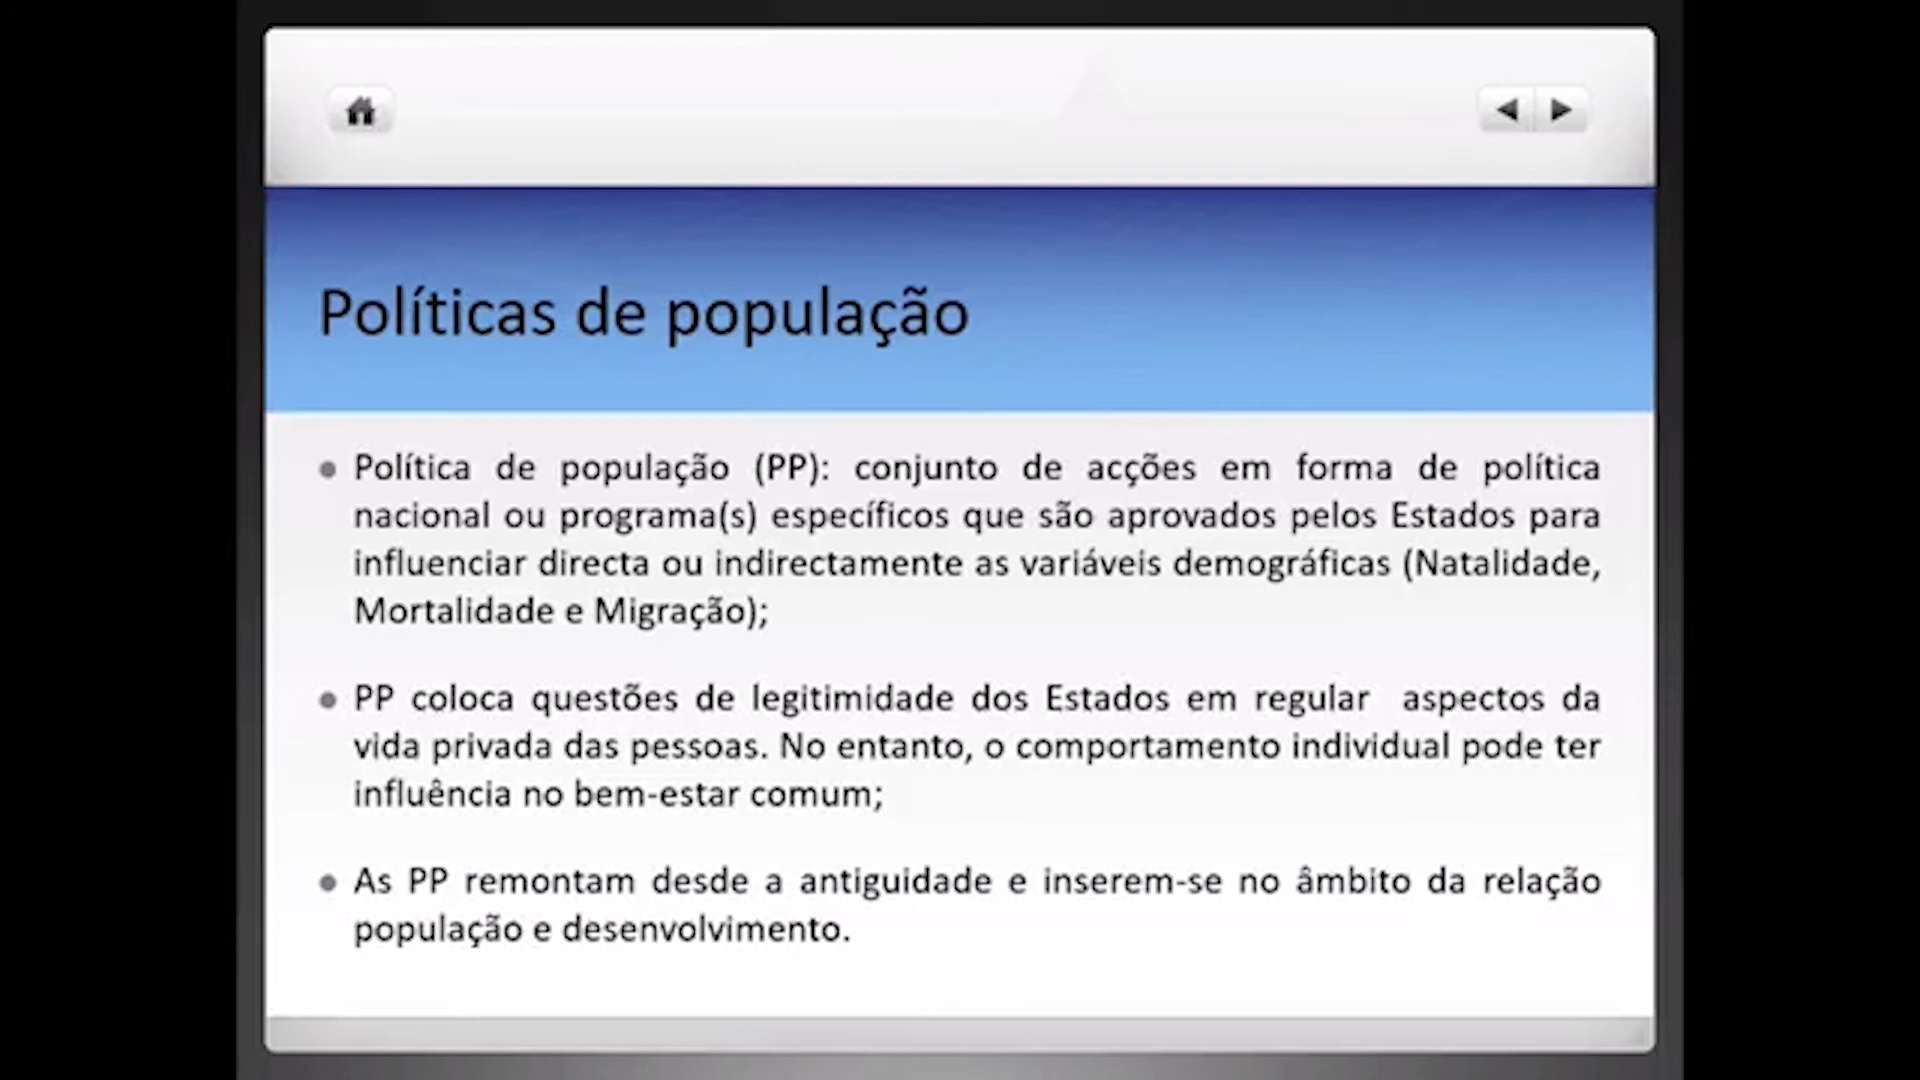 Políticas de população
Política de população (PP): conjunto de acções em forma de política
nacional ou programa(s) específicos que são aprovados pelos Estados para
influenciar directa ou indirectamente as variáveis demográficas (Natalidade,
Mortalidade e Migração);
PP coloca questões de legitimidade dos Estados em regular aspectos da
vida privada das pessoas. No entanto, o comportamento individual pode ter
influência no bem-estar comum;
As PP remontam desde a antiguidade e inserem-se no âmbito da relação
população e desenvolvimento.